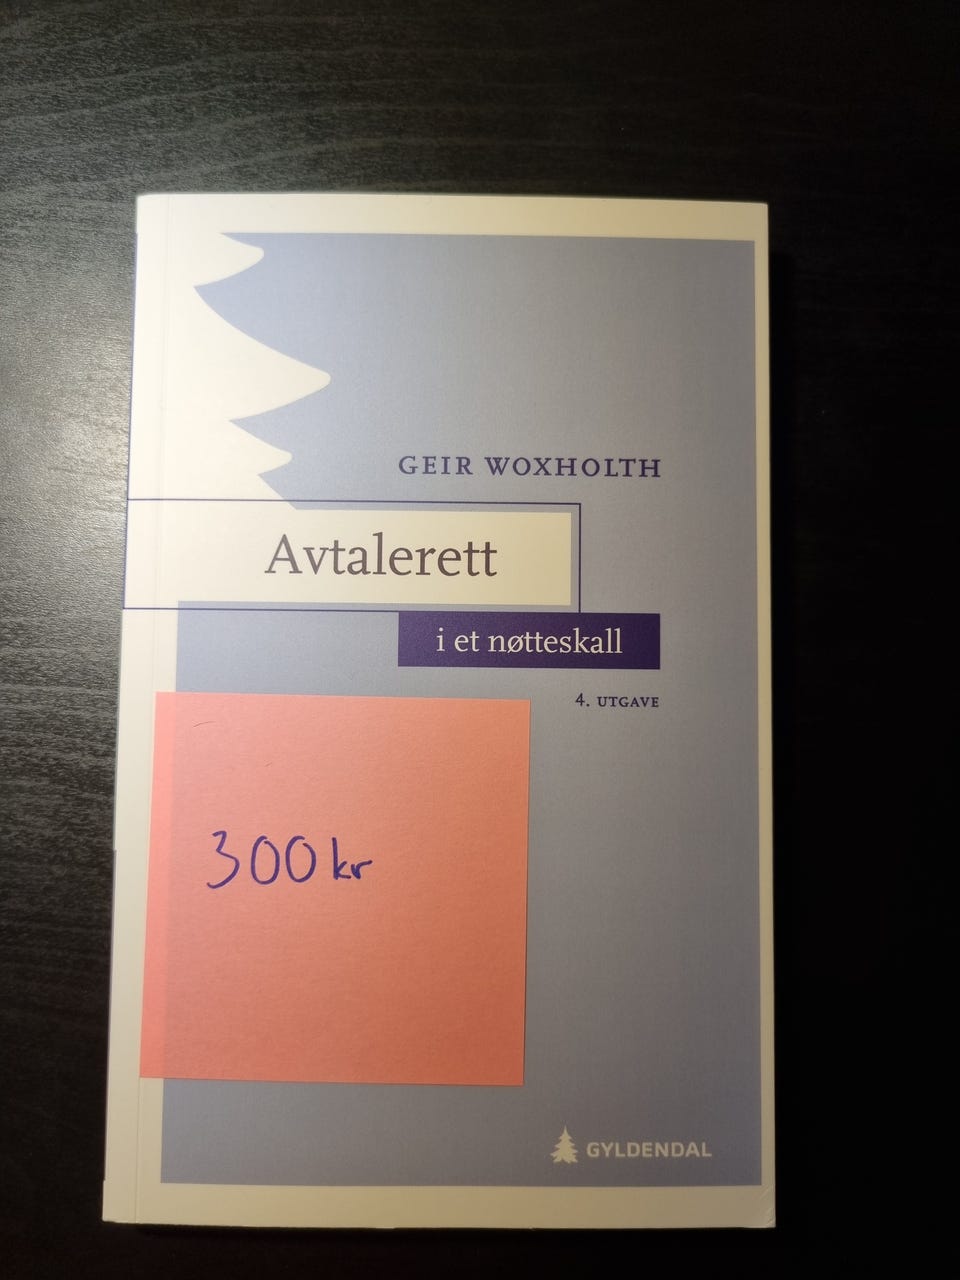 GEIR WOXHOLTH
Avtalerett
i et nøtteskall
4. UTGAVE
300 kr
GYLDENDAL